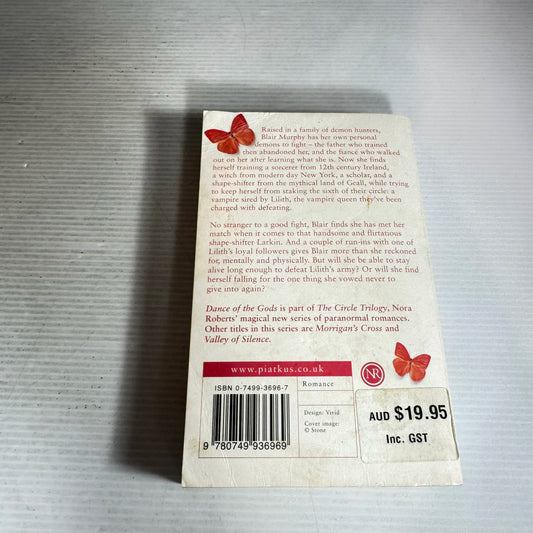 Raised in a family of demon hunters,
Blair Murphy has her own personal
demons to fight – the father who trained
then abandoned her, and the fiancé who walked
out on her after learning what she is. Now she finds
herself training a sorcerer from 12th century Ireland,
a witch from modern day New York, a scholar, and a
shape-shifter from the mythical land of Geall, while trying
to keep herself from staking the sixth of their circle: a
vampire sired by Lilith, the vampire queen they've been
charged with defeating.
No stranger to a good fight, Blair finds she has met her
match when it comes to that handsome and flirtatious
shape-shifter Larkin. And a couple of run-ins with one of
Lilith's loyal followers gives Blair more than she reckoned
for, mentally and physically. But will she be able to stay
alive long enough to defeat Lilith's army? Or will she find
herself falling for the one thing she vowed never to
give into again?
Dance of the Gods is part of The Circle Trilogy, Nora
Roberts' magical new series of paranormal romances.
Other titles in this series are Morrigan's Cross and
Valley of Silence.
www.piatkus.co.uk
NR
ISBN 0-7499-3696-7
Romance
Design: Vivid
Cover image:
© Stone
9 780749 936969
AUD $19.95
Inc. GST